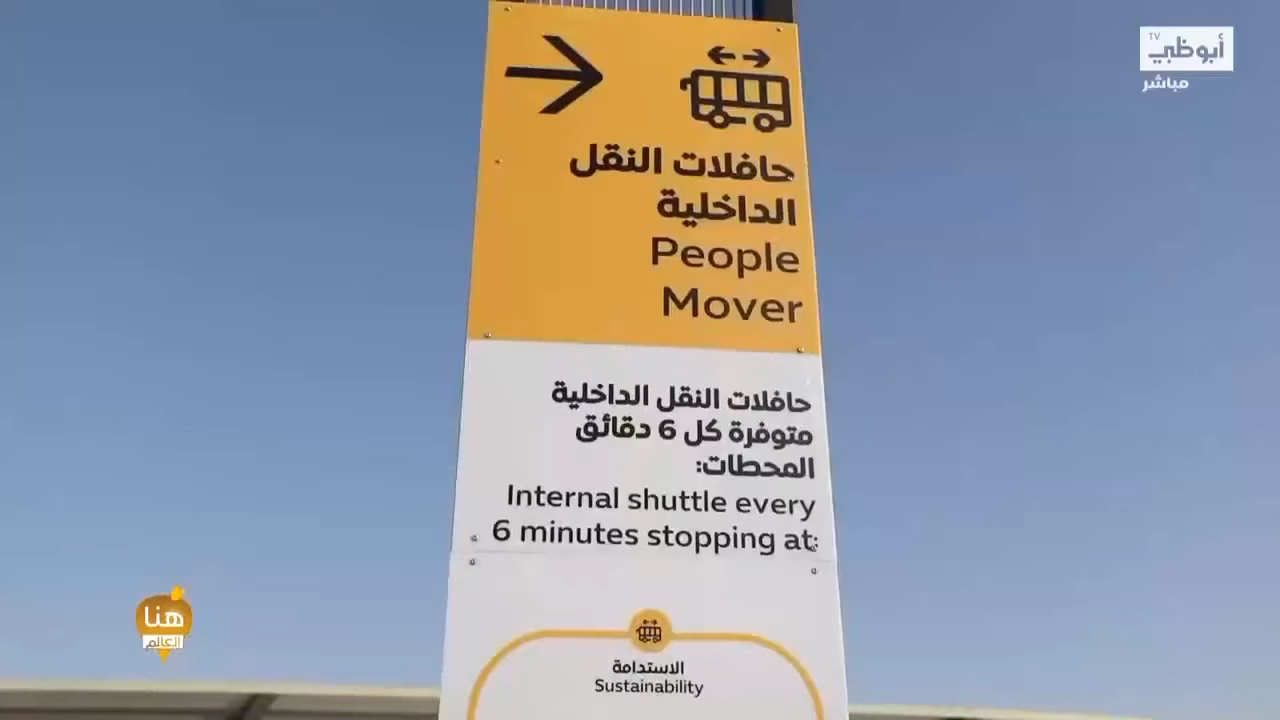 TV
أبوظبي
مباشر
حافلات النقل
الداخلية
People
Mover
حافلات النقل الداخلية
متوفرة كل 6 دقائق
المحطات:
Internal shuttle every
6 minutes stopping at:
هنا
العالم
الاستدامة
Sustainability